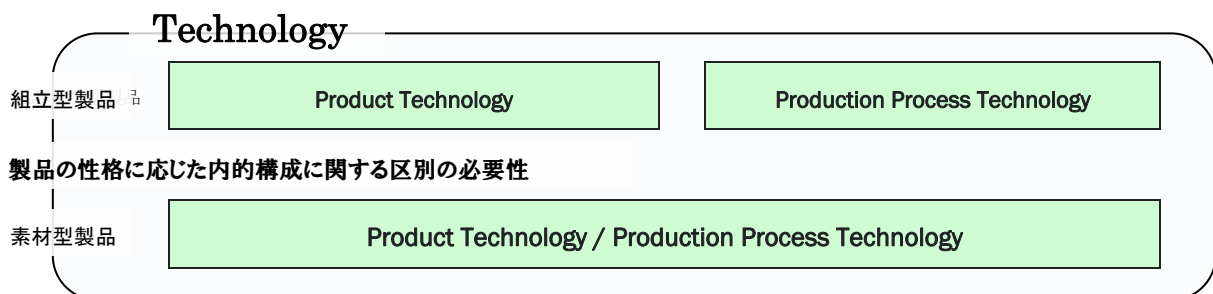 Technology
組立型製品
Product Technology
Production Process Technology
製品の性格に応じた内的構成に関する区別の必要性
素材型製品
Product Technology / Production Process Technology